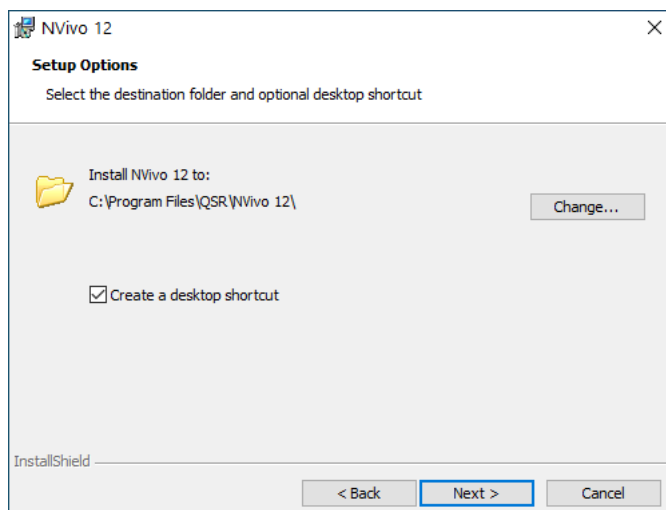 NVivo 12
Setup Options
Select the destination folder and optional desktop shortcut
Install NVivo 12 to:
C:\Program Files\QSR\NVivo 12\
Change...
Create a desktop shortcut
InstallShield
< Back
Next >
Cancel